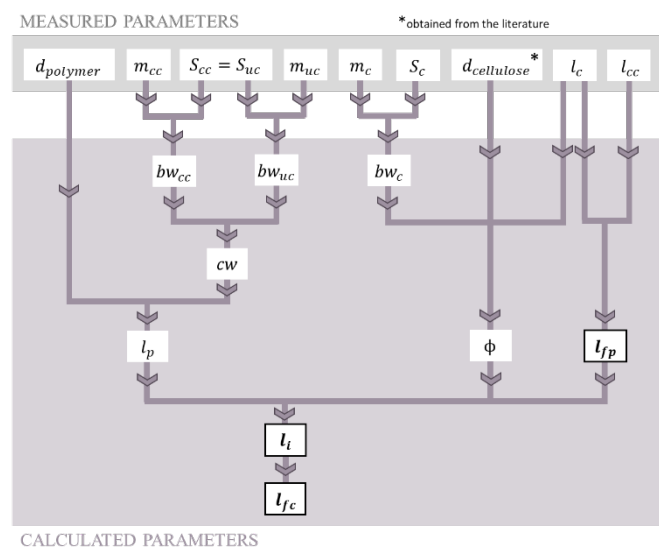 MEASURED PARAMETERS
*obtained from the literature
d_polymer m_cc S_cc = S_uc m_uc m_c S_c d_cellulose* l_c l_cc
bw_cc bw_uc bw_c
cw
l_p ϕ l_fp
l_i
l_fc
CALCULATED PARAMETERS